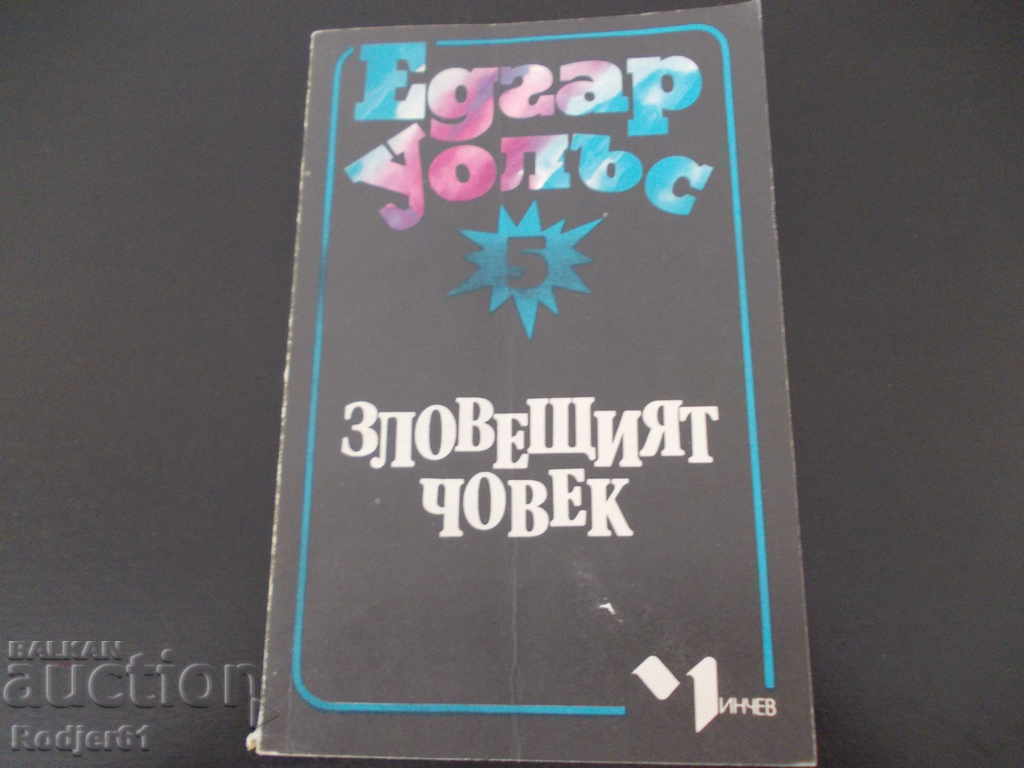 Едгар
Уолъс
5
ЗЛОВЕЩИЯТ
ЧОВЕК
ИНЧЕВ
BALKAN
auction
Rodjer61